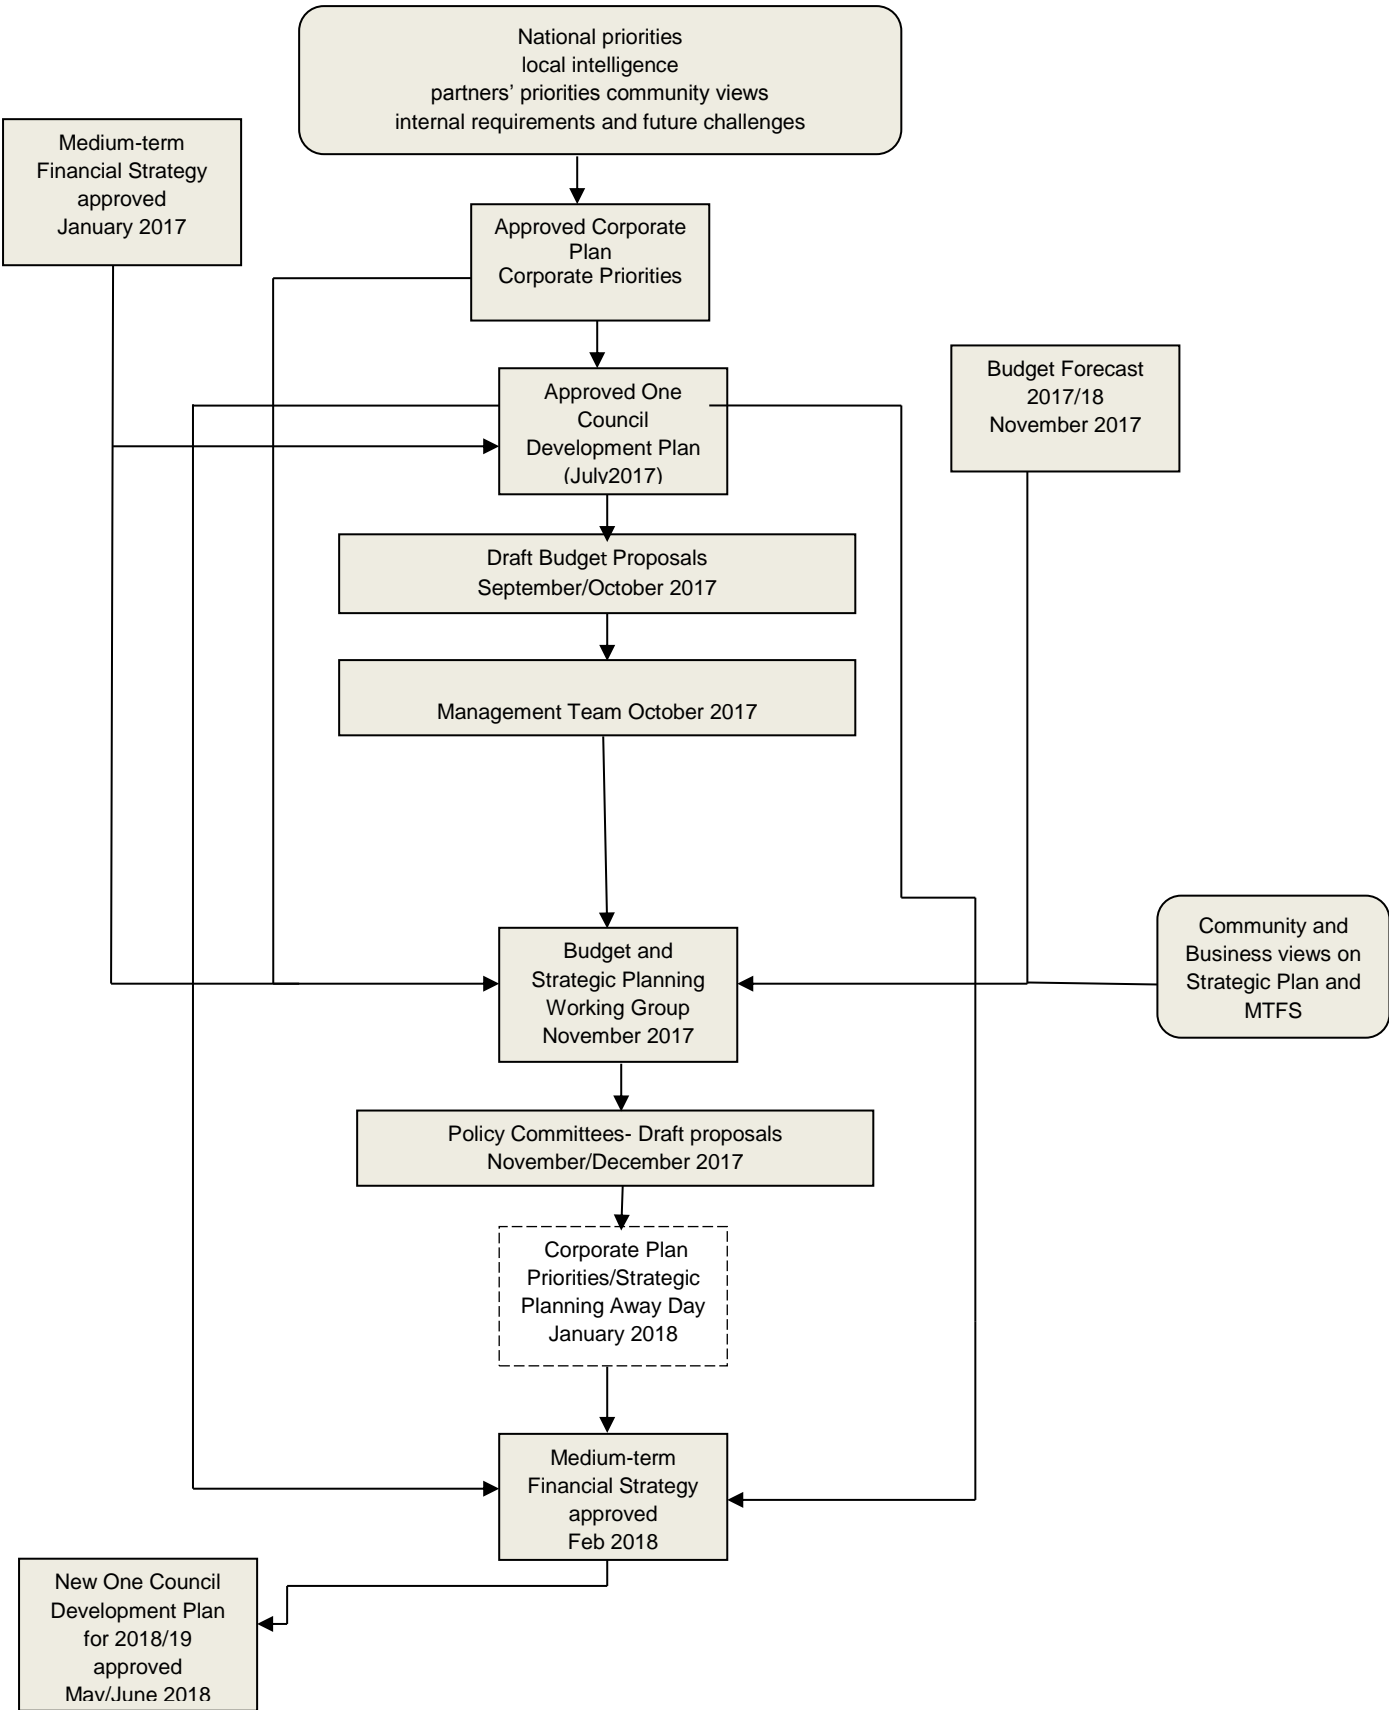 National priorities
local intelligence
partners’ priorities community views
internal requirements and future challenges
Medium-term
Financial Strategy
approved
January 2017
Approved Corporate
Plan
Corporate Priorities
Budget Forecast
2017/18
November 2017
Approved One
Council
Development Plan
(July2017)
Draft Budget Proposals
September/October 2017
Management Team October 2017
Community and
Business views on
Strategic Plan and
MTFS
Budget and
Strategic Planning
Working Group
November 2017
Policy Committees- Draft proposals
November/December 2017
Corporate Plan
Priorities/Strategic
Planning Away Day
January 2018
Medium-term
Financial Strategy
approved
Feb 2018
New One Council
Development Plan
for 2018/19
approved
May/June 2018